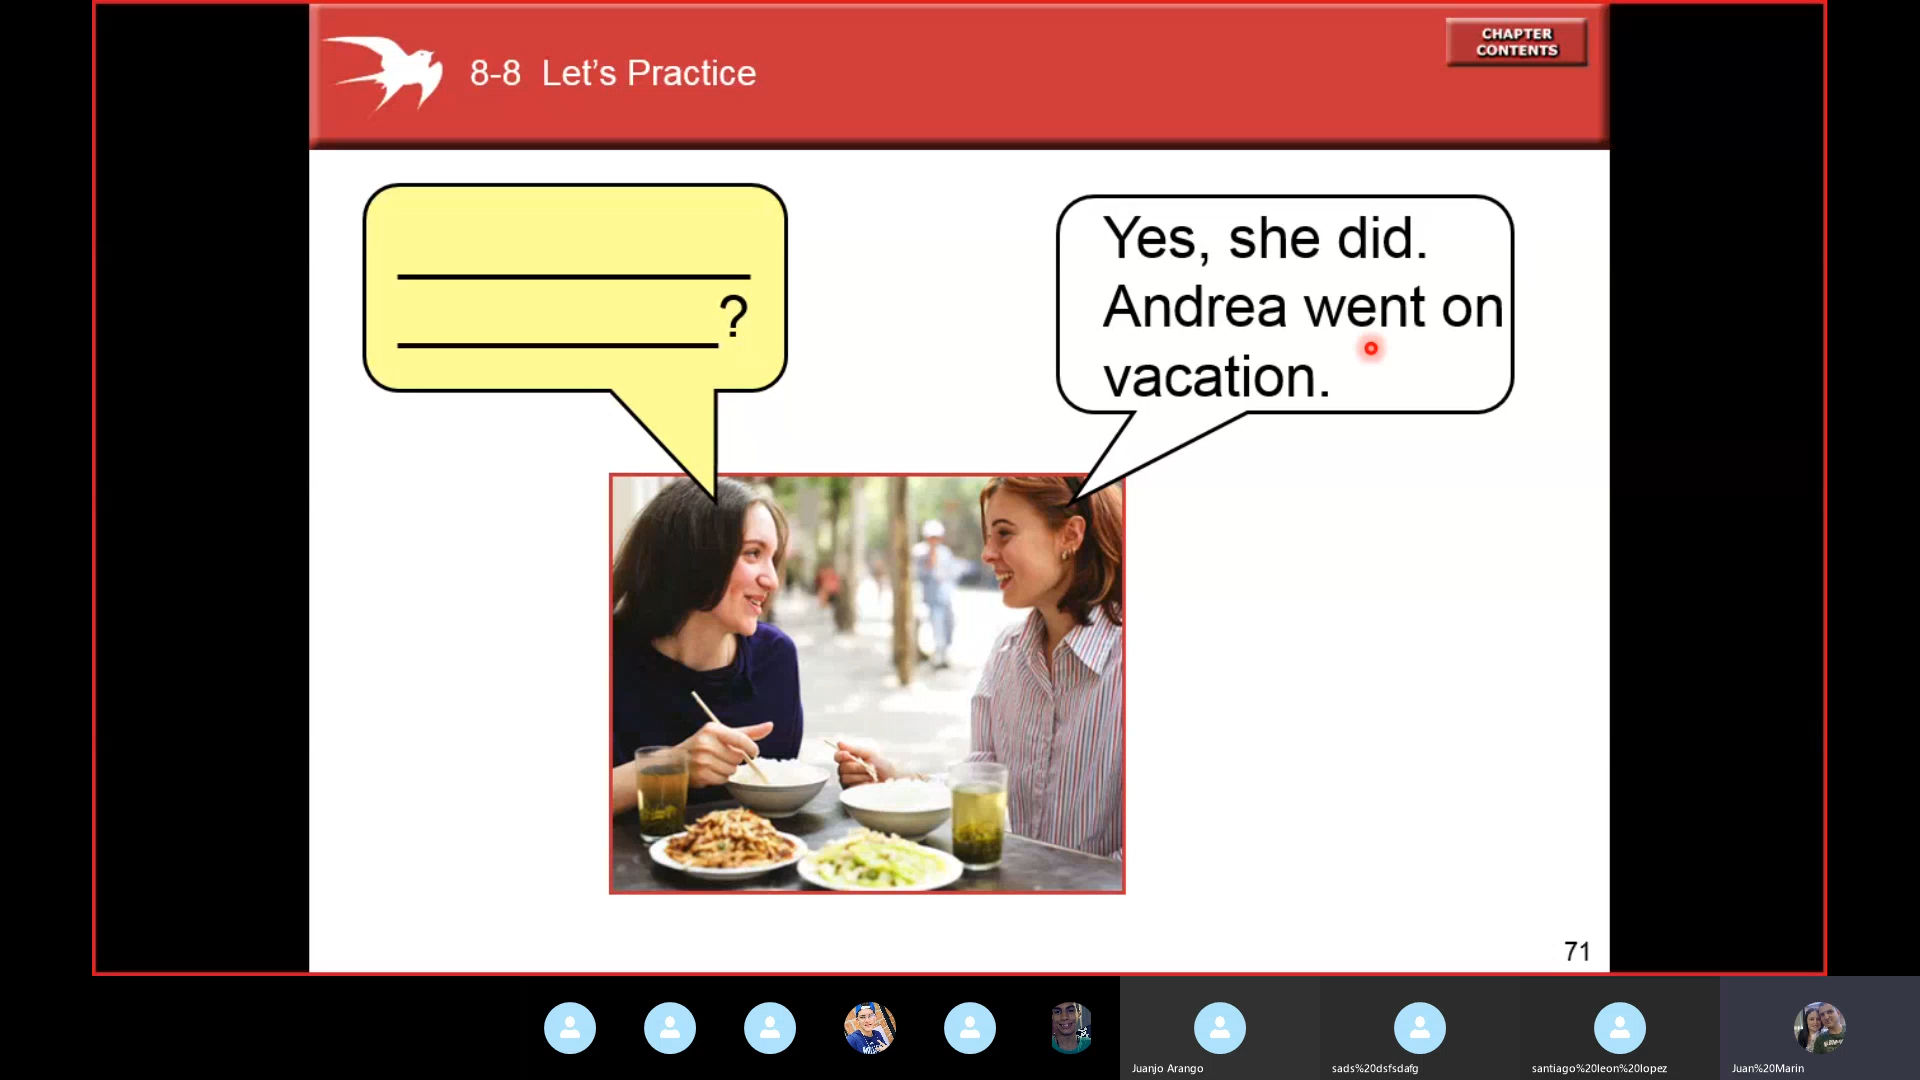 8-8 Let's Practice
CHAPTER
CONTENTS
?
Yes, she did.
Andrea went on
vacation.
71
Juanjo Arango
sads%20dsfsdafg
santiago%20leon%20lopez
Juan%20Marin